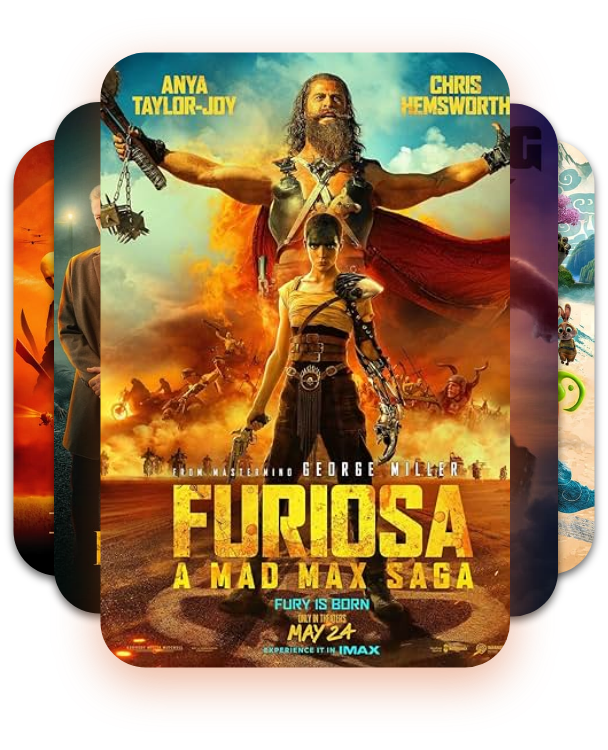 ANYA
TAYLOR-JOY
CHRIS
HEMSWORTH
G
FROM MASTERMIND GEORGE MILLER
FURIOSA
A MAD MAX SAGA
FURY IS BORN
ONLY IN THEATERS
MAY 24
EXPERIENCE IT IN IMAX